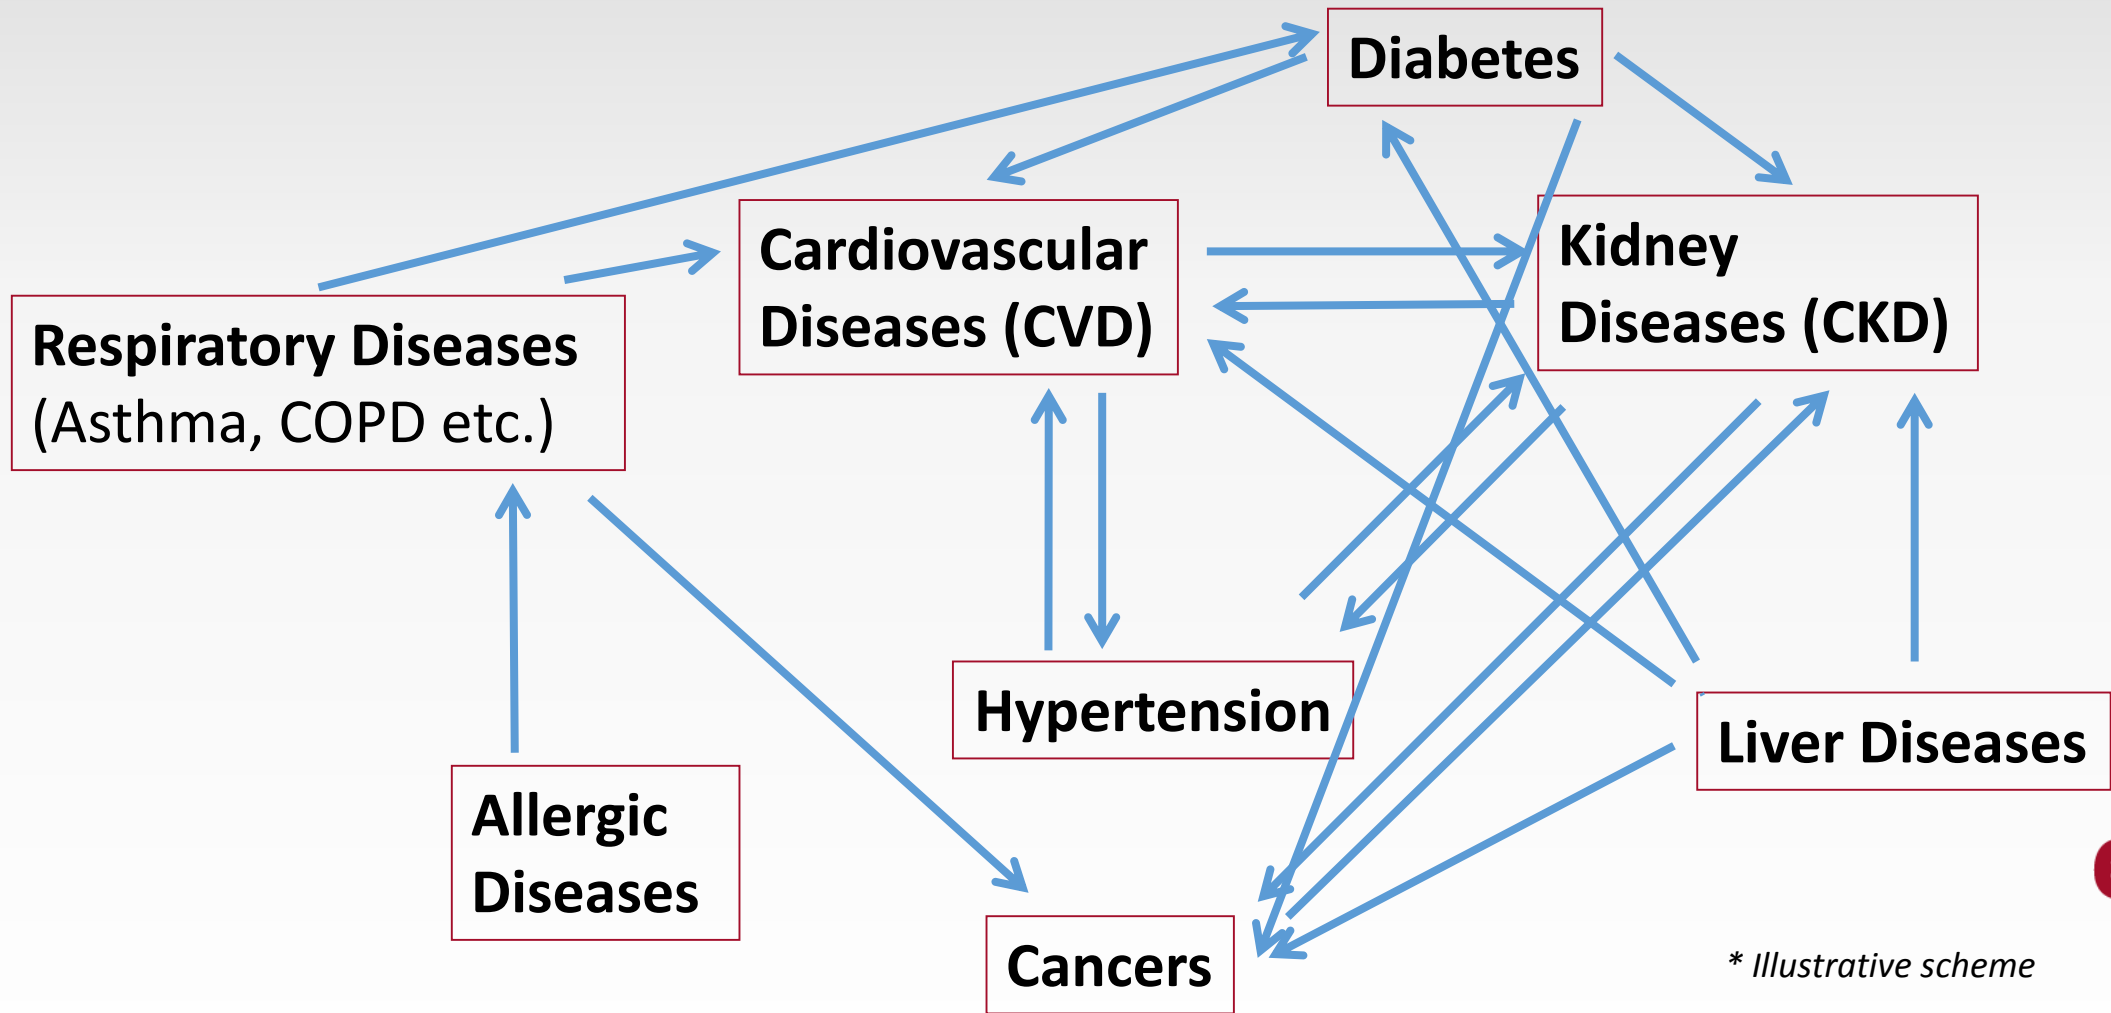 Diabetes
Cardiovascular
Diseases (CVD)
Kidney
Diseases (CKD)
Respiratory Diseases
(Asthma, COPD etc.)
Hypertension
Liver Diseases
Allergic
Diseases
Cancers
* Illustrative scheme